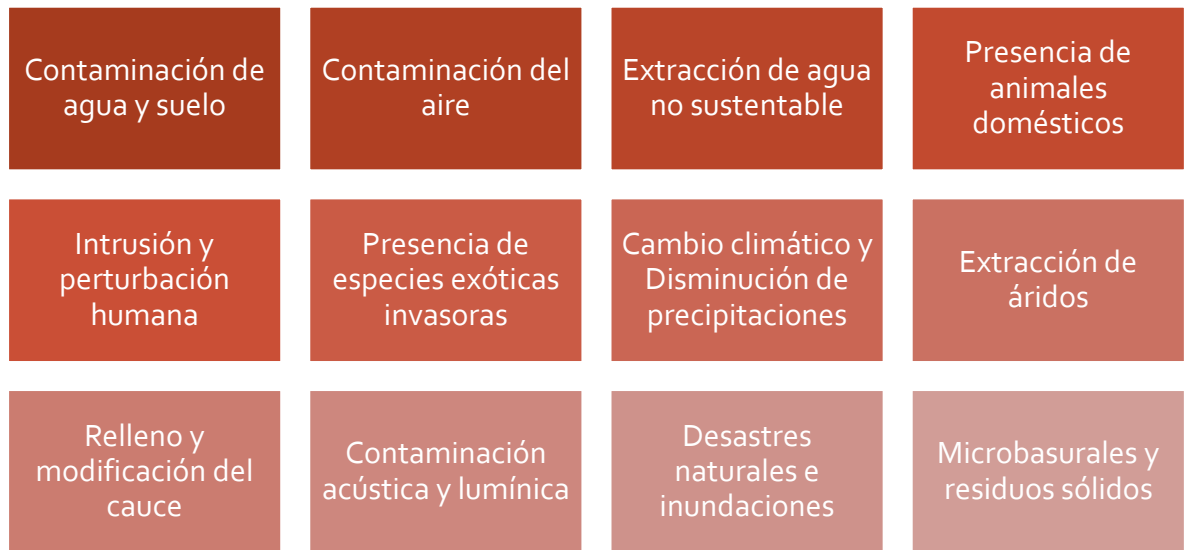 Contaminación de
agua y suelo
Contaminación del
aire
Extracción de agua
no sustentable
Presencia de
animales
domésticos
Intrusión y
perturbación
humana
Presencia de
especies exóticas
invasoras
Cambio climático y
Disminución de
precipitaciones
Extracción de
áridos
Relleno y
modificación del
cauce
Contaminación
acústica y lumínica
Desastres
naturales e
inundaciones
Microbasurales y
residuos sólidos